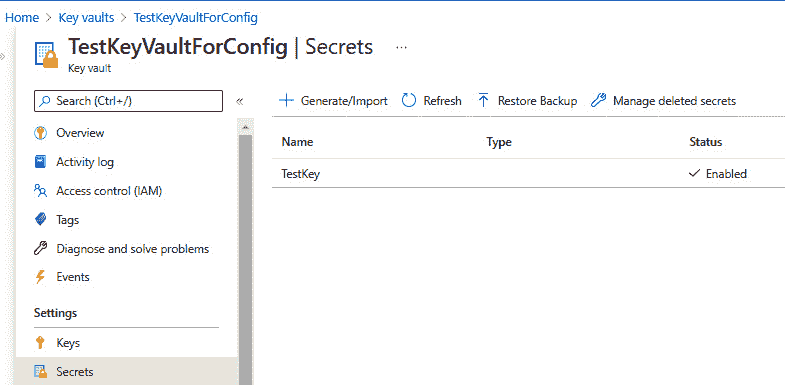 Home > Key vaults > TestKeyVaultForConfig
TestKeyVaultForConfig | Secrets ...
Key vault
Search (Ctrl+/) «
Generate/Import Refresh Restore Backup Manage deleted secrets
Overview
Activity log
Access control (IAM)
Tags
Diagnose and solve problems
Events
Settings
Keys
Secrets
Name Type Status
TestKey Enabled